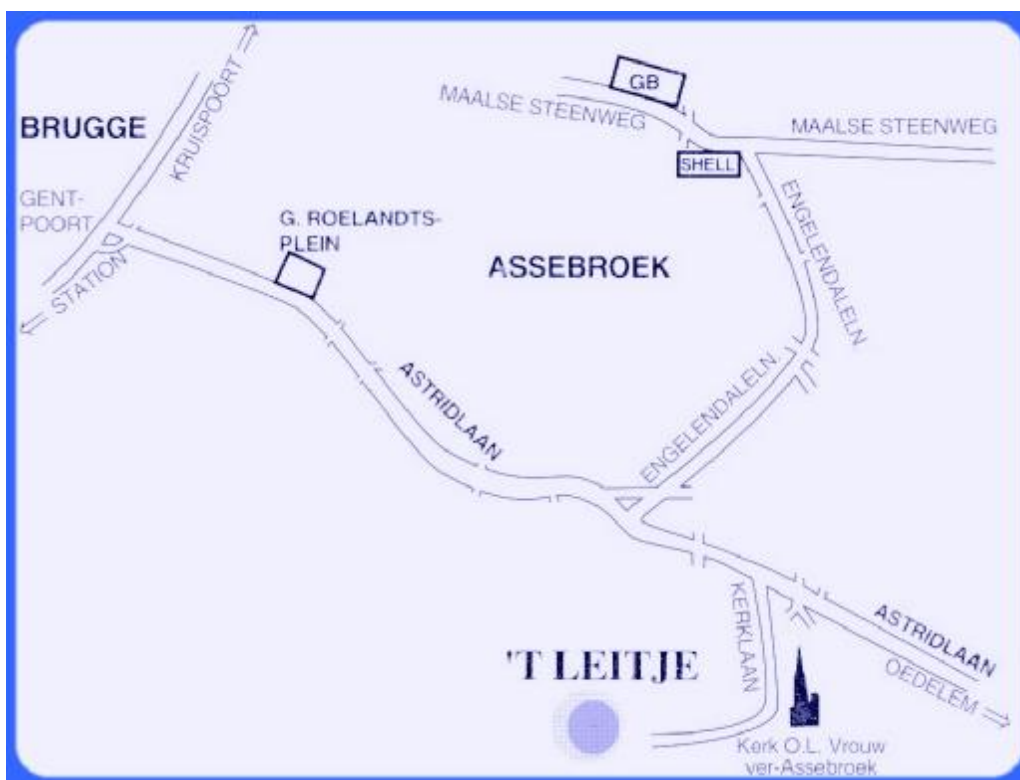 BRUGGE
KRUISPOORT
GENT-
POORT
STATION
G. ROELANDTS-
PLEIN
ASSEBROEK
MAALSE STEENWEG
GB
SHELL
MAALSE STEENWEG
ENGELENDALELN
ENGELENDALELN.
ASTRIDLAAN
KERKLAAN
ASTRIDLAAN
OEDELEM
'T LEITJE
Kerk O.L. Vrouw
ver-Assebroek